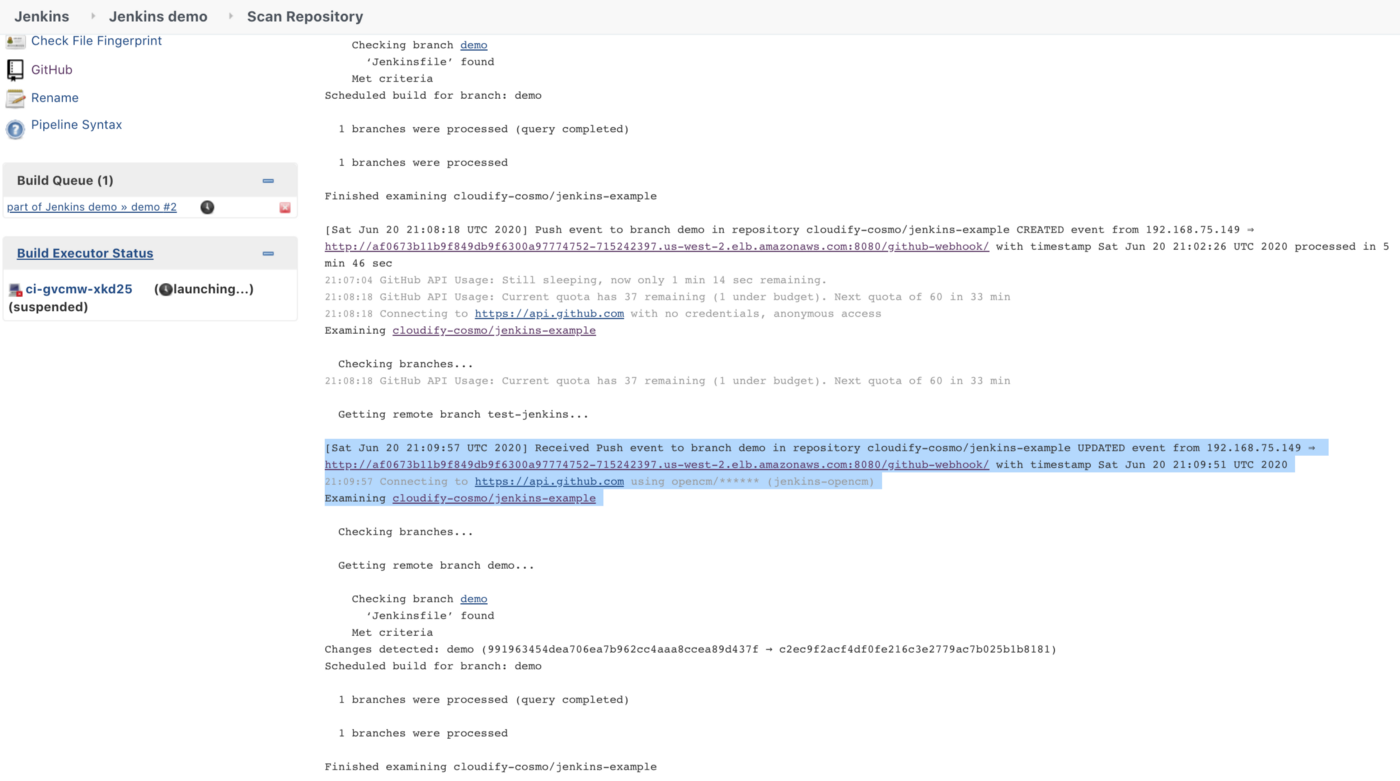 Jenkins Jenkins demo Scan Repository
Check File Fingerprint
GitHub
Rename
Pipeline Syntax
Build Queue (1)
part of Jenkins demo » demo #2
Build Executor Status
ci-gvcmw-xkd25 (launching...)
(suspended)
Checking branch demo
‘Jenkinsfile’ found
Met criteria
Scheduled build for branch: demo
1 branches were processed (query completed)
1 branches were processed
Finished examining cloudify-cosmo/jenkins-example
[Sat Jun 20 21:08:18 UTC 2020] Push event to branch demo in repository cloudify-cosmo/jenkins-example CREATED event from 192.168.75.149 ⇒
http://af0673b11b9f849db9f6300a97774752-715242397.us-west-2.elb.amazonaws.com:8080/github-webhook/ with timestamp Sat Jun 20 21:02:26 UTC 2020 processed in 5
min 46 sec
21:07:04 GitHub API Usage: Still sleeping, now only 1 min 14 sec remaining.
21:08:18 GitHub API Usage: Current quota has 37 remaining (1 under budget). Next quota of 60 in 33 min
21:08:18 Connecting to https://api.github.com with no credentials, anonymous access
Examining cloudify-cosmo/jenkins-example
Checking branches...
21:08:18 GitHub API Usage: Current quota has 37 remaining (1 under budget). Next quota of 60 in 33 min
Getting remote branch test-jenkins...
[Sat Jun 20 21:09:57 UTC 2020] Received Push event to branch demo in repository cloudify-cosmo/jenkins-example UPDATED event from 192.168.75.149 ⇒
http://af0673b11b9f849db9f6300a97774752-715242397.us-west-2.elb.amazonaws.com:8080/github-webhook/ with timestamp Sat Jun 20 21:09:51 UTC 2020
21:09:57 Connecting to https://api.github.com using opencm/****** (jenkins-opencm)
Examining cloudify-cosmo/jenkins-example
Checking branches...
Getting remote branch demo...
Checking branch demo
‘Jenkinsfile’ found
Met criteria
Changes detected: demo (991963454dea706ea7b962cc4aaa8ccea89d437f → c2ec9f2acf4df0fe216c3e2779ac7b025b1b8181)
Scheduled build for branch: demo
1 branches were processed (query completed)
1 branches were processed
Finished examining cloudify-cosmo/jenkins-example